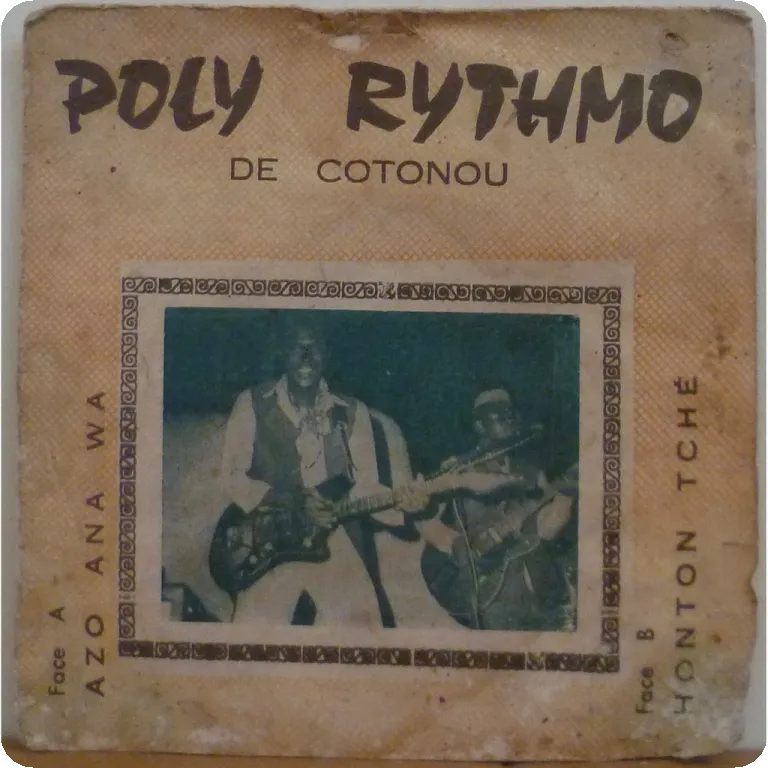 POLY RYTHMO
DE COTONOU
Face A
AZO ANA WA
Face B
HONTON TCHÉ